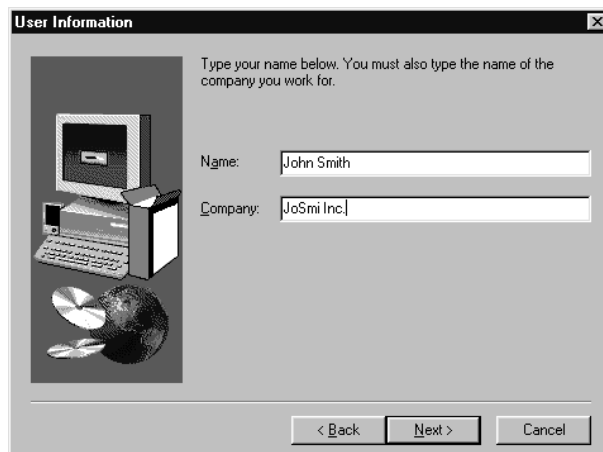 User Information
Type your name below. You must also type the name of the
company you work for.
Name: John Smith
Company: JoSmi Inc.
< Back Next > Cancel